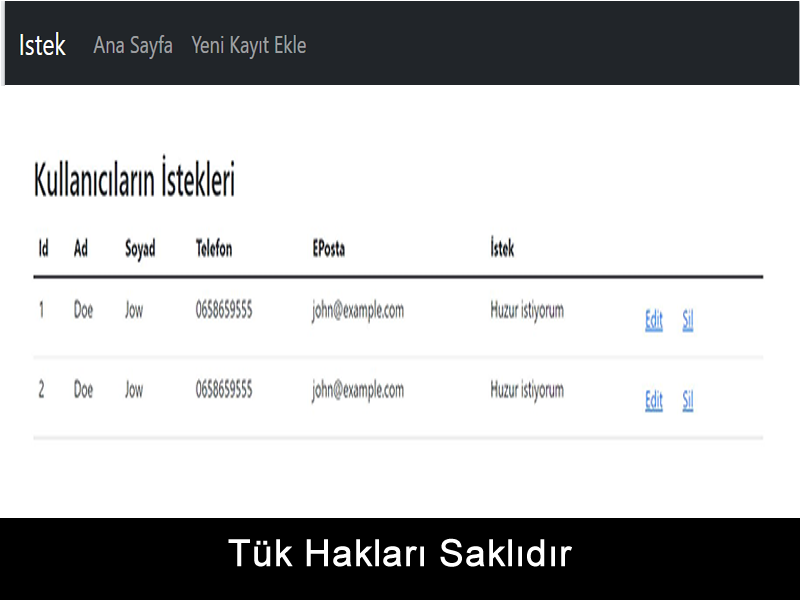 Istek Ana Sayfa Yeni Kayıt Ekle
Kullanıcıların İstekleri
Id Ad Soyad Telefon EPosta İstek
1 Doe Jow 0658659555 john@example.com Huzur istiyorum Edit Sil
2 Doe Jow 0658659555 john@example.com Huzur istiyorum Edit Sil
Tük Hakları Saklıdır